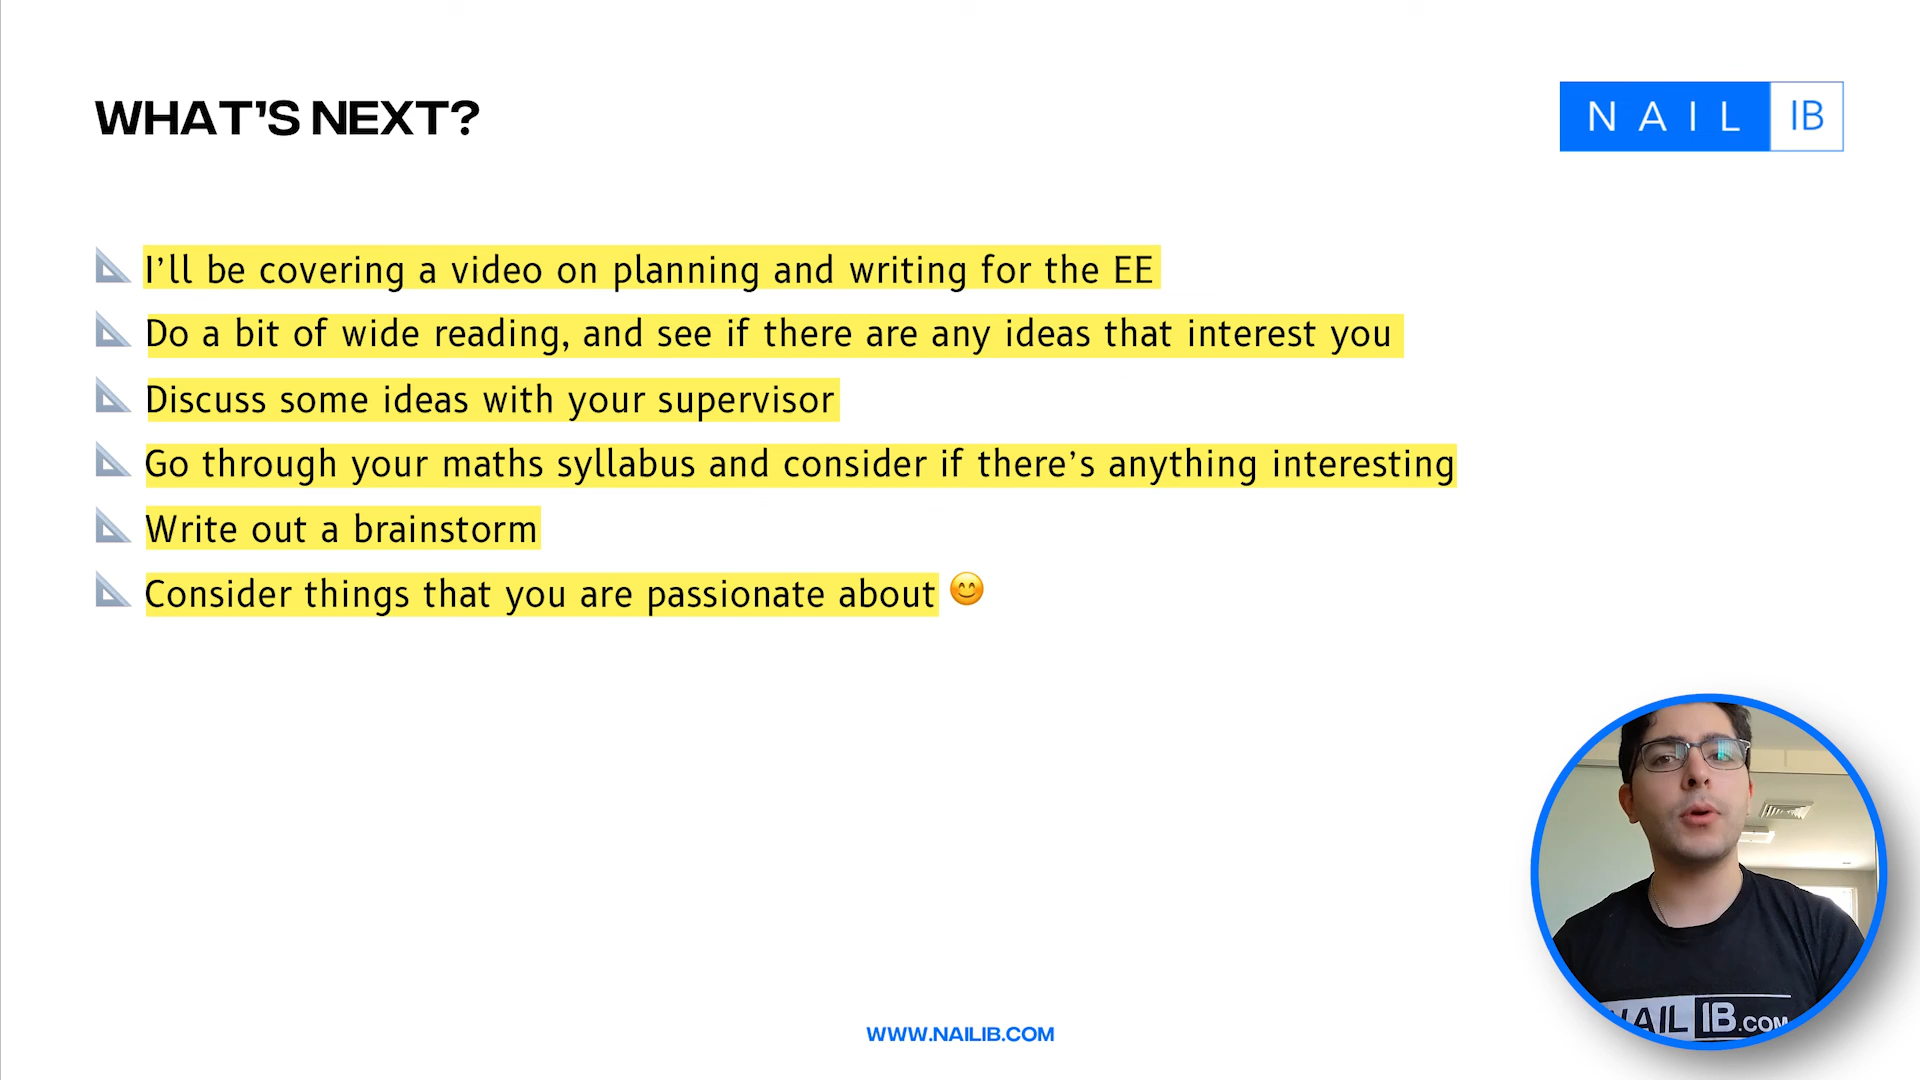 WHAT'S NEXT?
NAIL IB
I'll be covering a video on planning and writing for the EE
Do a bit of wide reading, and see if there are any ideas that interest you
Discuss some ideas with your supervisor
Go through your maths syllabus and consider if there's anything interesting
Write out a brainstorm
Consider things that you are passionate about 😊
NAIL IB.COM
WWW.NAILIB.COM